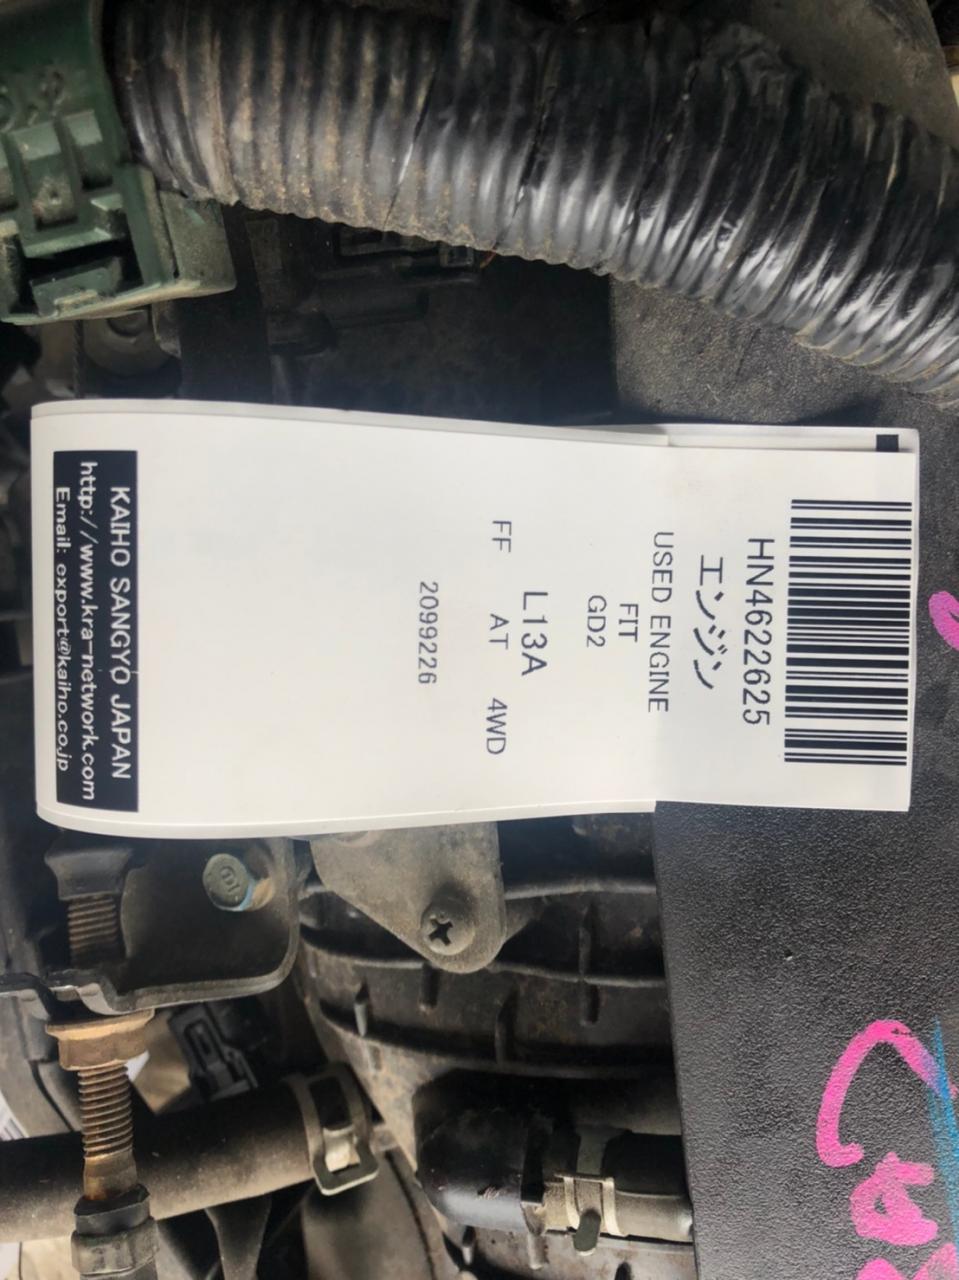 HN4622625
エンジン
USED ENGINE
FIT
GD2
L13A
FF AT 4WD
2099226
KAIHO SANGYO JAPAN
http://www.kra-network.com
Email: export@kaiho.co.jp